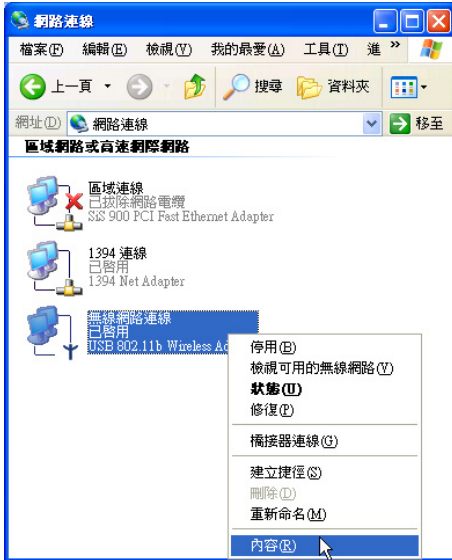 網路連線
檔案(F) 編輯(E) 檢視(V) 我的最愛(A) 工具(T) 進 »
上一頁 搜尋 資料夾
網址(D) 網路連線 移至
區域網路或高速網際網路
區域連線
已拔除網路電纜
SiS 900 PCI Fast Ethernet Adapter
1394 連線
已啓用
1394 Net Adapter
無線網路連線
已啓用
USB 802.11b Wireless Ad
停用(B)
檢視可用的無線網路(V)
狀態(U)
修復(P)
橋接器連線(G)
建立捷徑(S)
刪除(D)
重新命名(M)
內容(R)